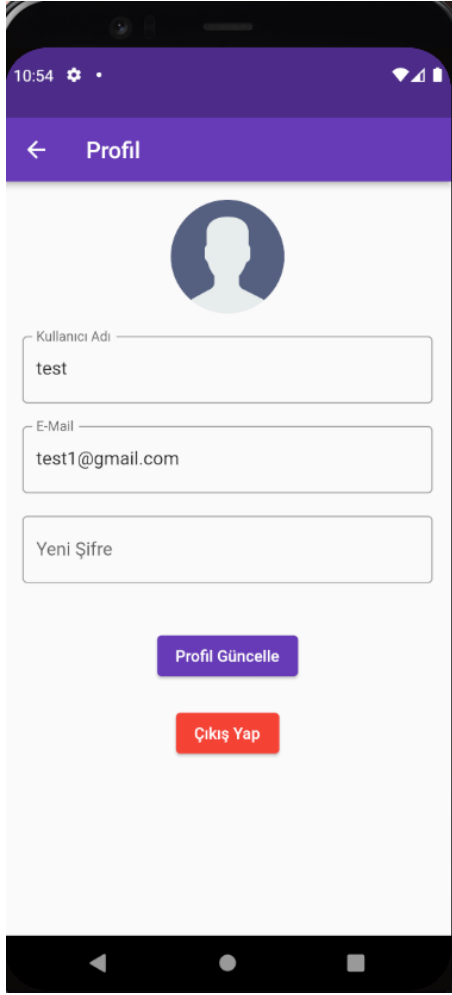 10:54
Profil
Kullanıcı Adı
test
E-Mail
test1@gmail.com
Yeni Şifre
Profil Güncelle
Çıkış Yap